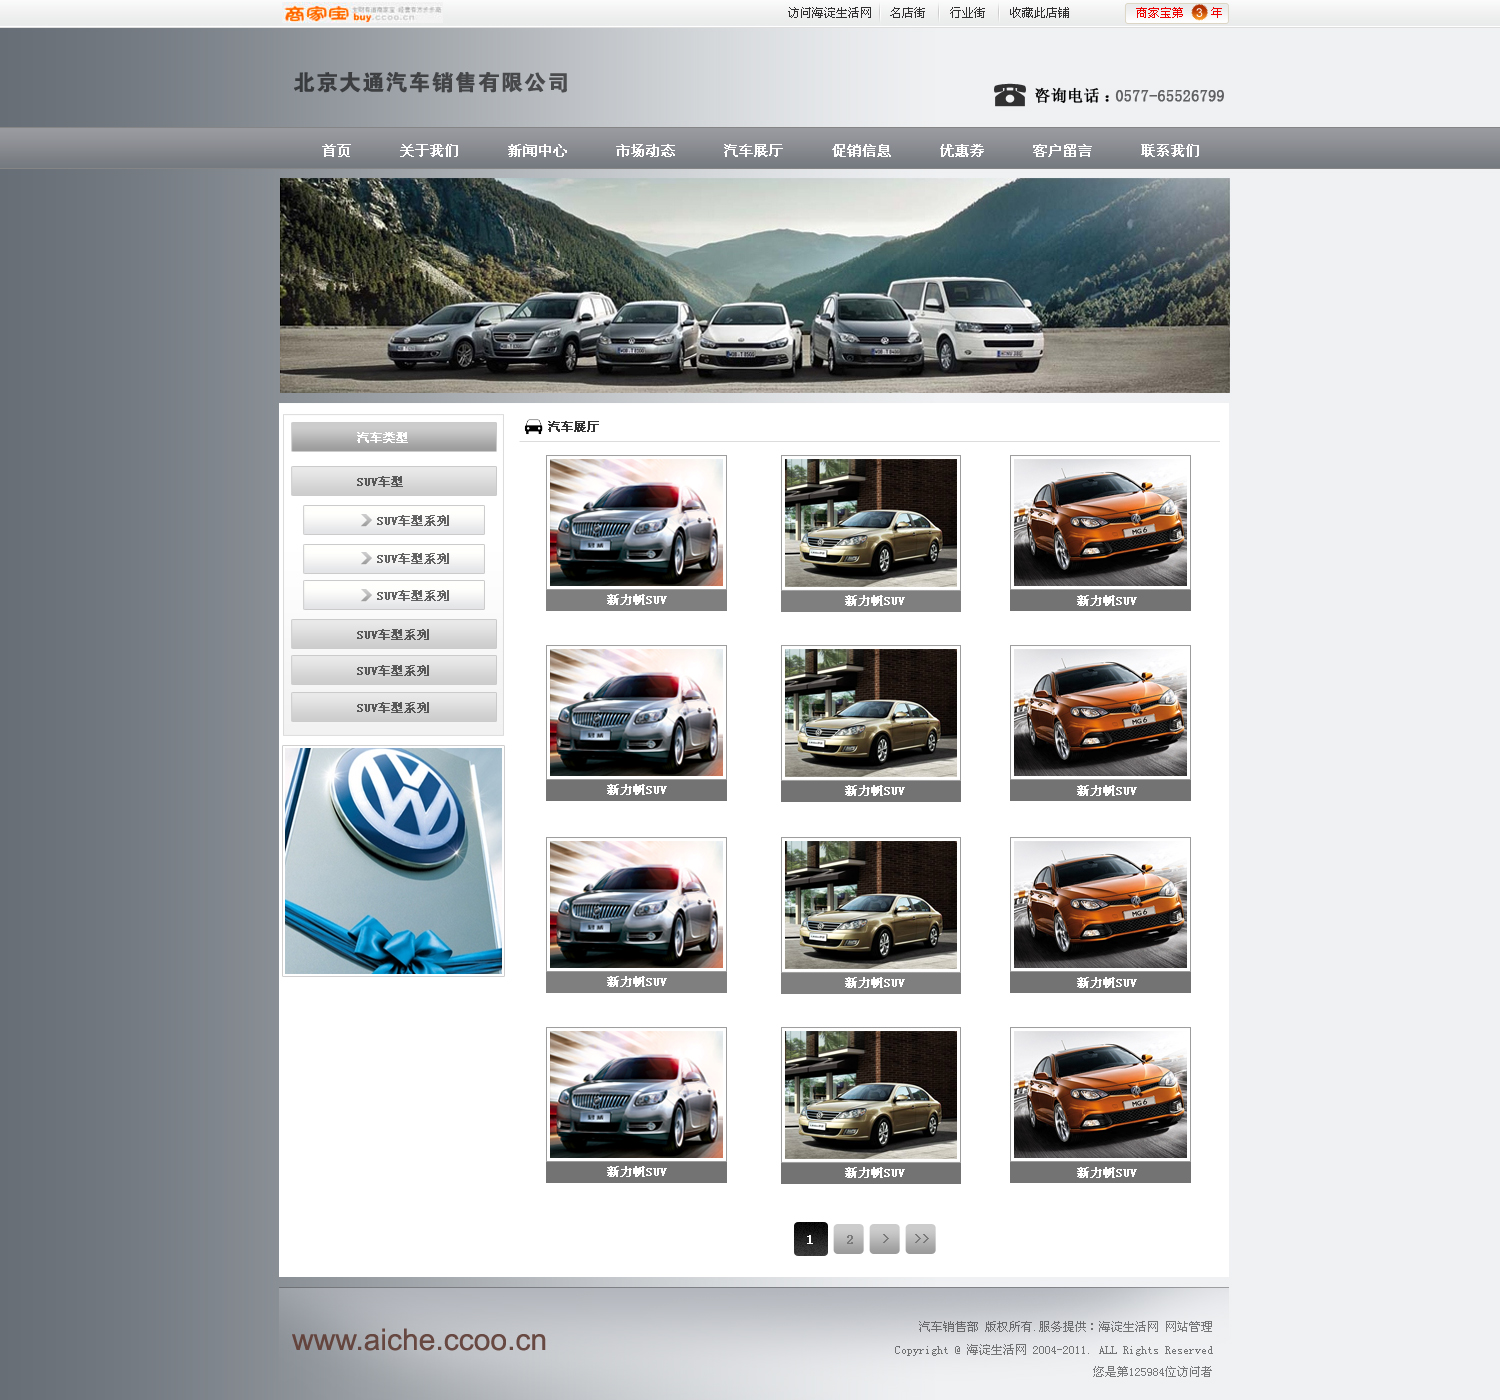 商家宝
buy.ccoo.cn
访问海淀生活网 名店街 行业街 收藏此店铺 商家宝第 3 年
北京大通汽车销售有限公司
咨询电话：0577-65526799
首页 关于我们 新闻中心 市场动态 汽车展厅 促销信息 优惠券 客户留言 联系我们
汽车类型
SUV车型
SUV车型系列
SUV车型系列
SUV车型系列
SUV车型系列
SUV车型系列
SUV车型系列
汽车展厅
MG 6
新力帆SUV 新力帆SUV 新力帆SUV
MG 6
新力帆SUV 新力帆SUV 新力帆SUV
MG 6
新力帆SUV 新力帆SUV 新力帆SUV
MG 6
新力帆SUV 新力帆SUV 新力帆SUV
1 2 > >>
www.aiche.ccoo.cn
汽车销售部 版权所有.服务提供：海淀生活网 网站管理
Copyright @ 海淀生活网 2004-2011. ALL Rights Reserved
您是第125984位访问者